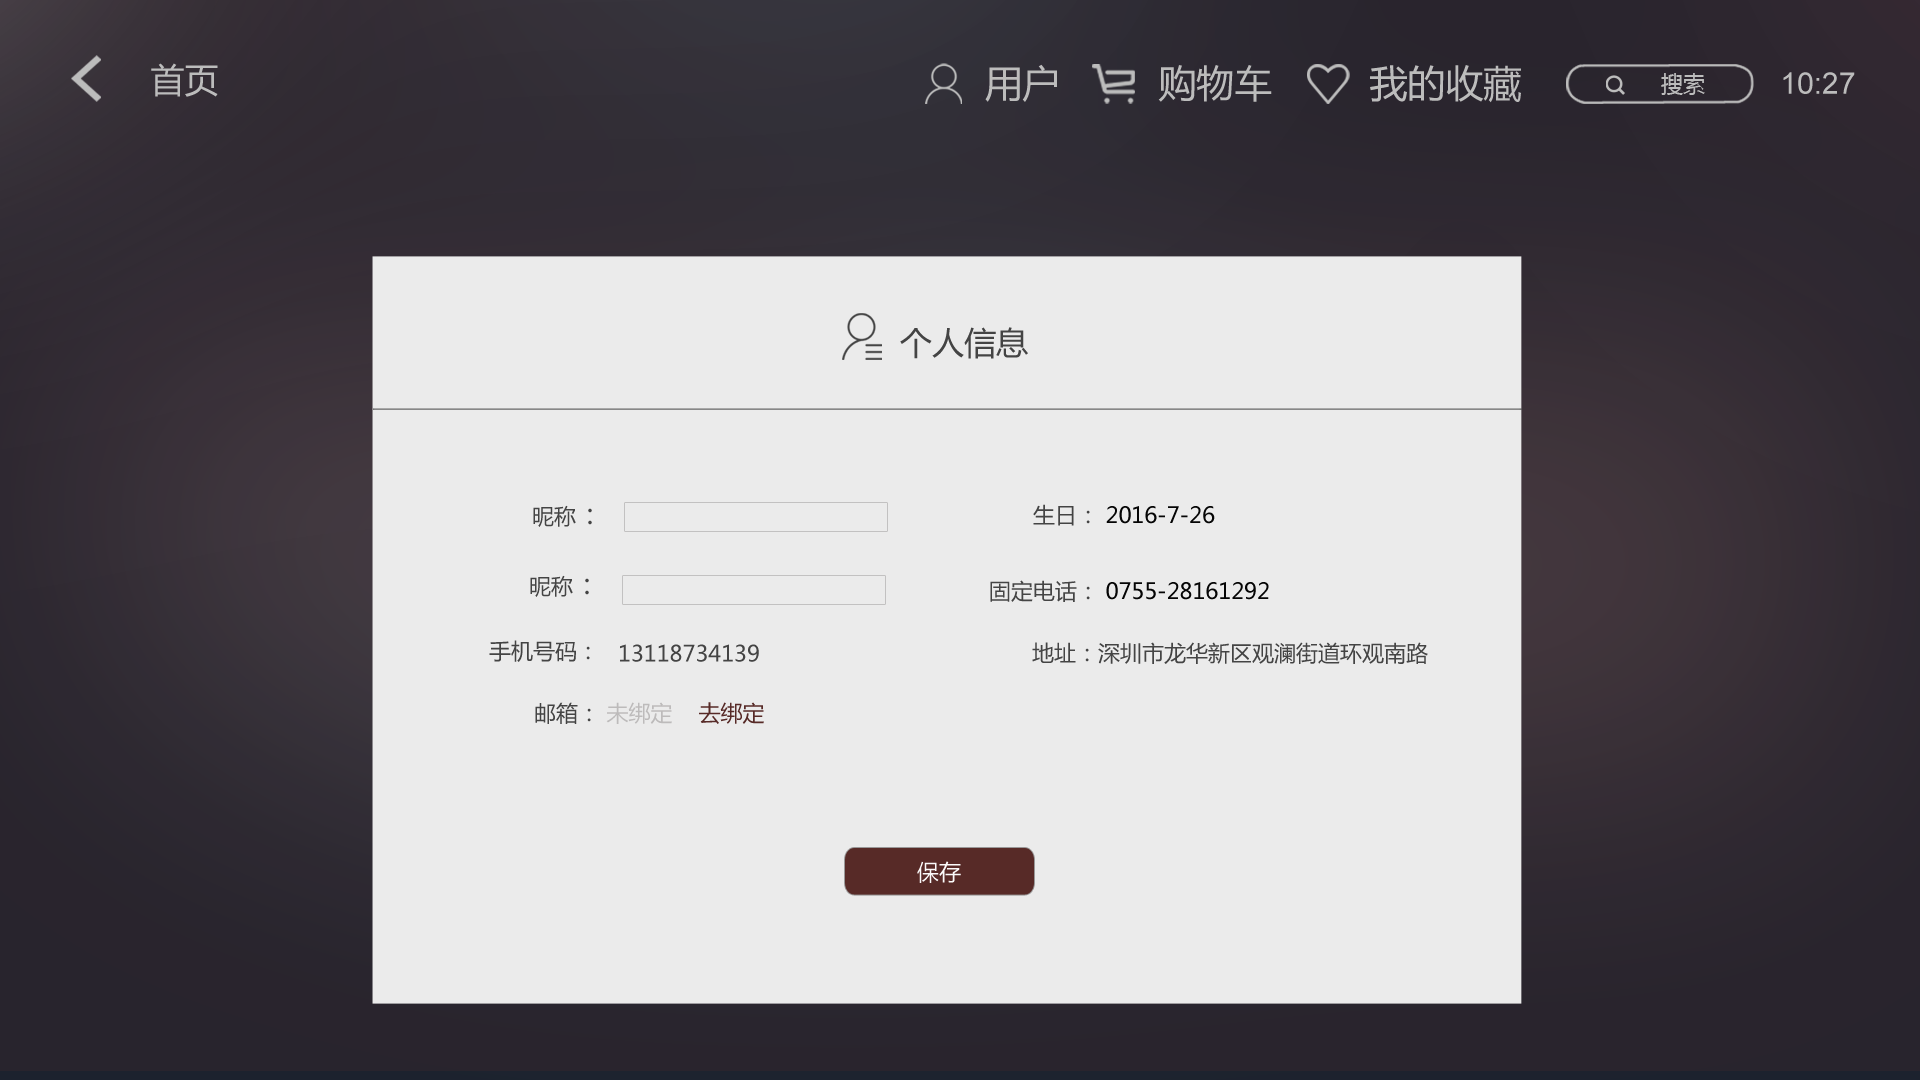 首页
用户
购物车
我的收藏
搜索
10:27
个人信息
昵称：
生日：2016-7-26
昵称：
固定电话：0755-28161292
手机号码：13118734139
地址：深圳市龙华新区观澜街道环观南路
邮箱：未绑定 去绑定
保存